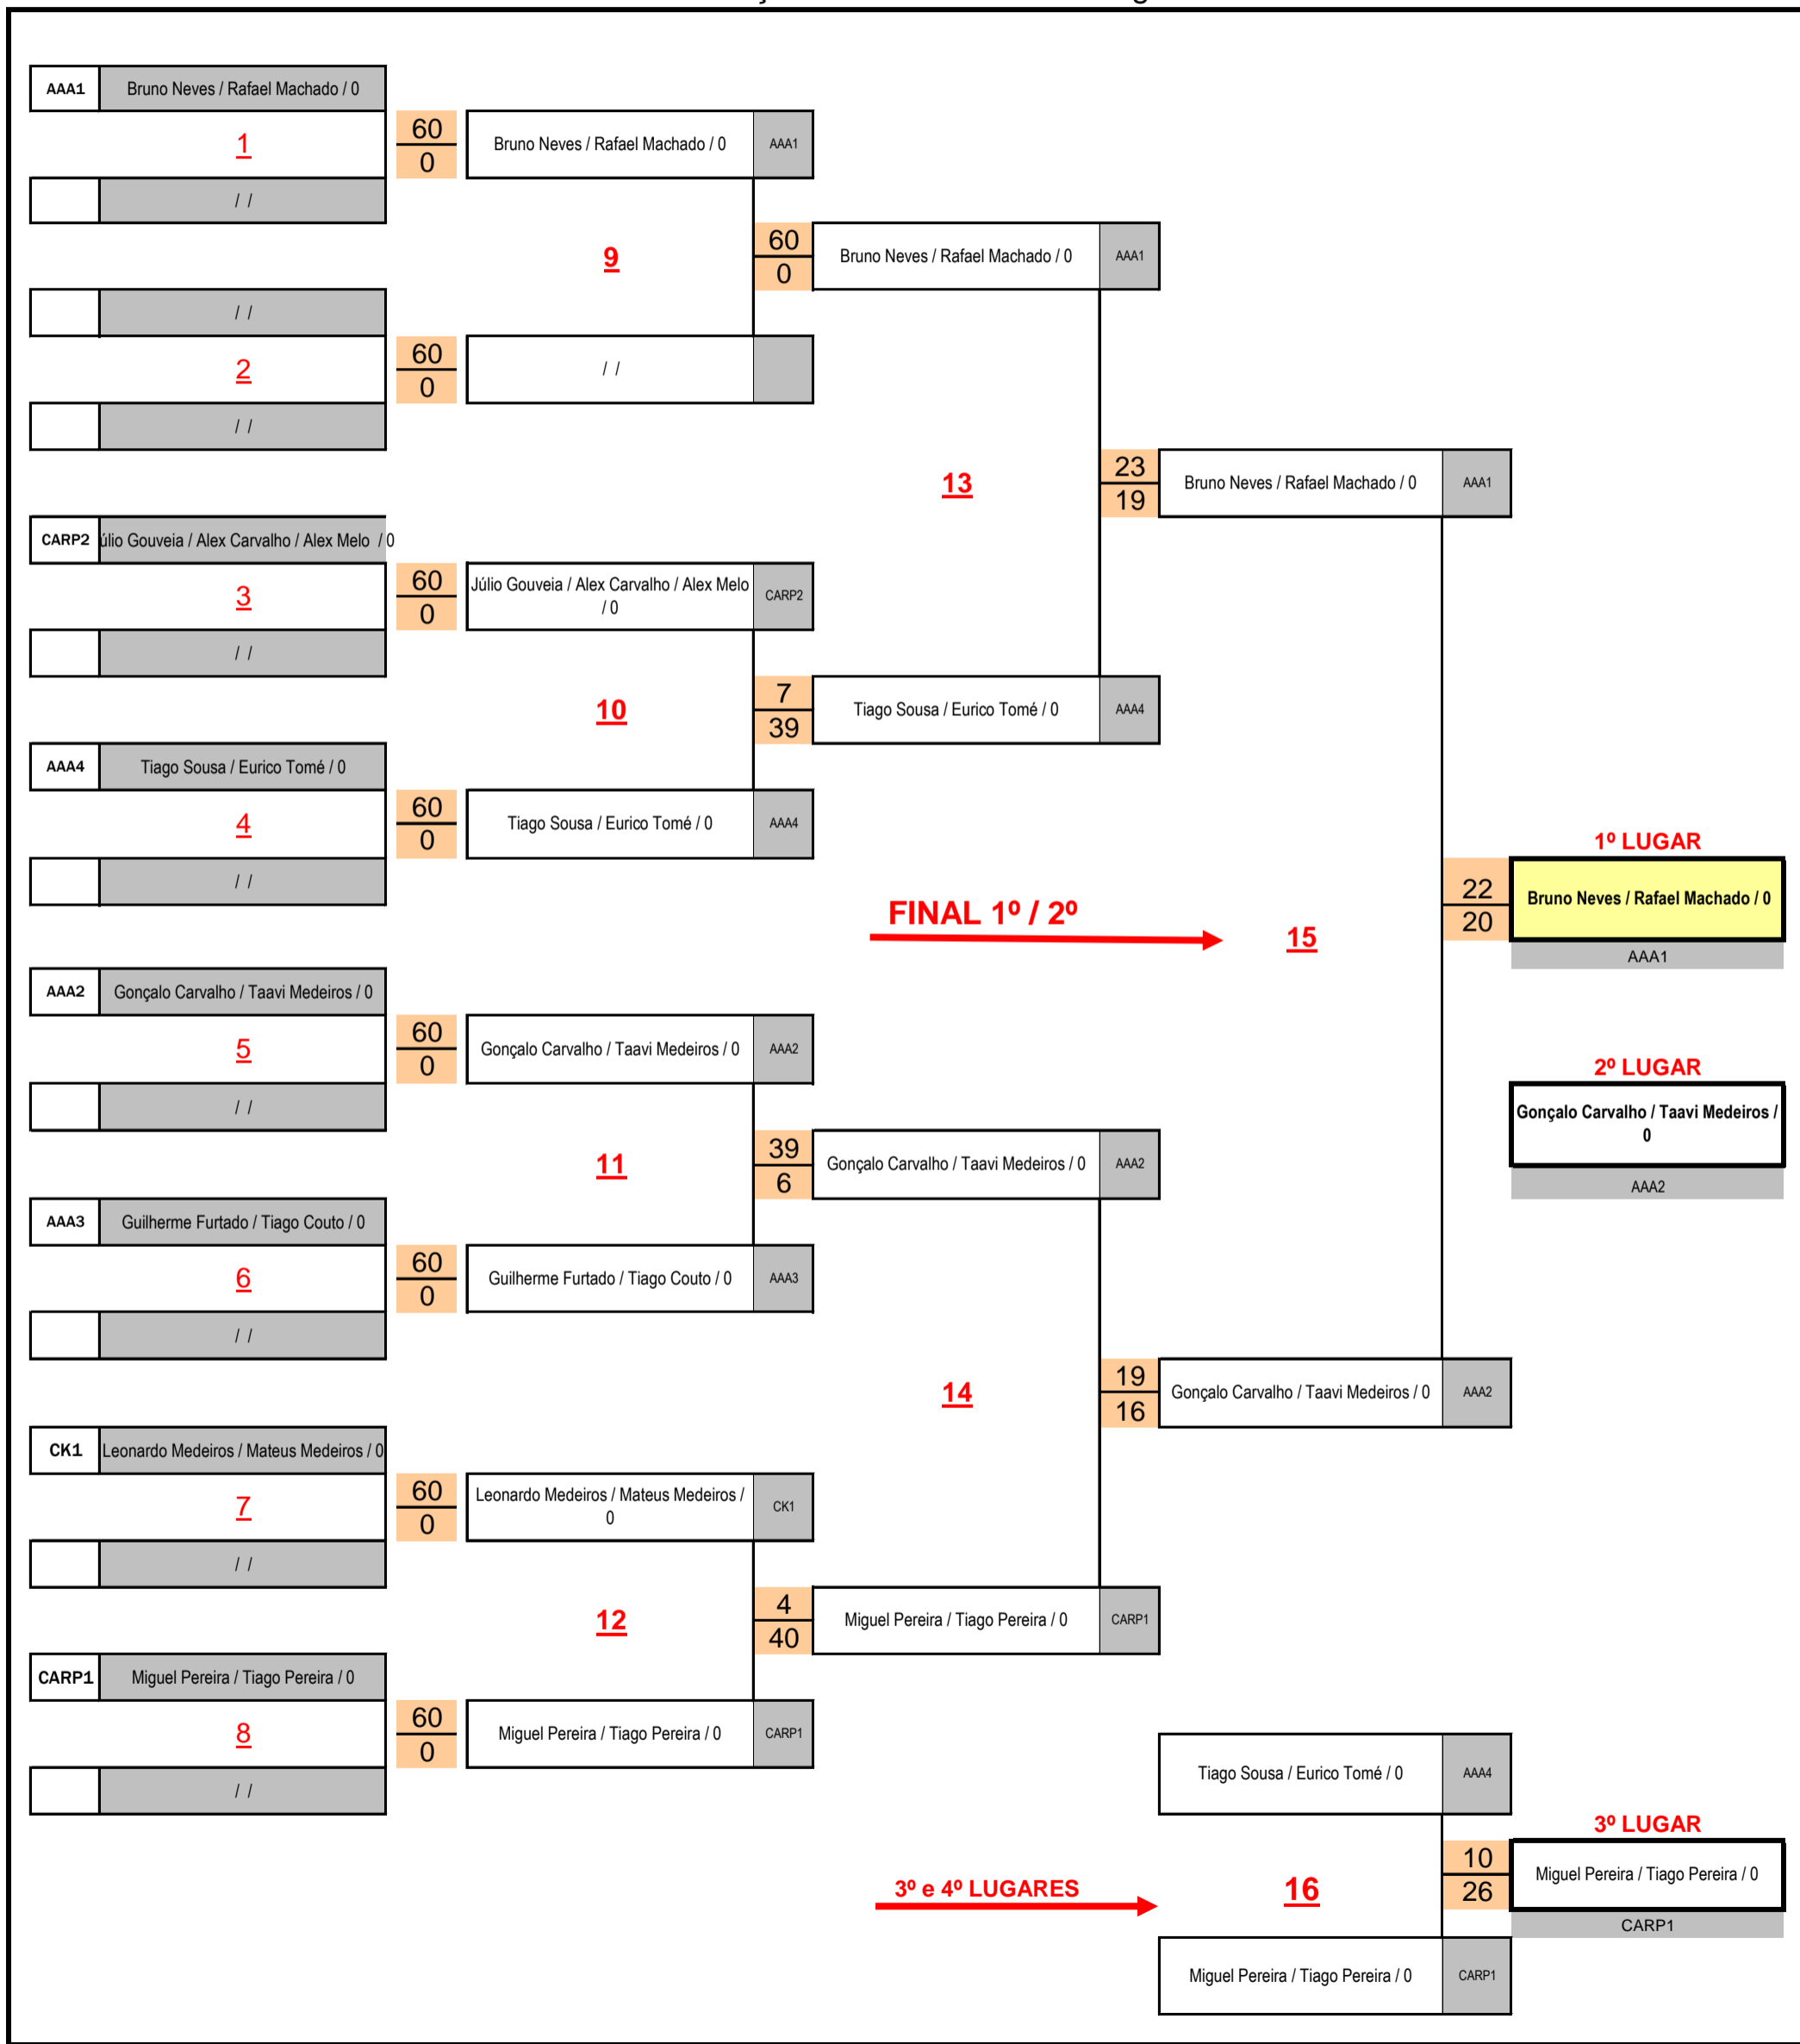 AAA1 Bruno Neves / Rafael Machado / 0
1
60
0
Bruno Neves / Rafael Machado / 0 AAA1
/ /
9
60
0
Bruno Neves / Rafael Machado / 0 AAA1
/ /
2
60
0
/ /
/ /
13
23
19
Bruno Neves / Rafael Machado / 0 AAA1
CARP2 úlio Gouveia / Alex Carvalho / Alex Melo / 0
3
60
0
Júlio Gouveia / Alex Carvalho / Alex Melo
/ 0
CARP2
/ /
10
7
39
Tiago Sousa / Eurico Tomé / 0 AAA4
AAA4 Tiago Sousa / Eurico Tomé / 0
4
60
0
Tiago Sousa / Eurico Tomé / 0 AAA4
/ /
FINAL 1º / 2º
15
22
20
1º LUGAR
Bruno Neves / Rafael Machado / 0
AAA1
AAA2 Gonçalo Carvalho / Taavi Medeiros / 0
5
60
0
Gonçalo Carvalho / Taavi Medeiros / 0 AAA2
/ /
2º LUGAR
Gonçalo Carvalho / Taavi Medeiros /
0
AAA2
11
39
6
Gonçalo Carvalho / Taavi Medeiros / 0 AAA2
AAA3 Guilherme Furtado / Tiago Couto / 0
6
60
0
Guilherme Furtado / Tiago Couto / 0 AAA3
/ /
14
19
16
Gonçalo Carvalho / Taavi Medeiros / 0 AAA2
CK1 Leonardo Medeiros / Mateus Medeiros / 0
7
60
0
Leonardo Medeiros / Mateus Medeiros /
0
CK1
/ /
12
4
40
Miguel Pereira / Tiago Pereira / 0 CARP1
CARP1 Miguel Pereira / Tiago Pereira / 0
8
60
0
Miguel Pereira / Tiago Pereira / 0 CARP1
/ /
Tiago Sousa / Eurico Tomé / 0 AAA4
3º e 4º LUGARES
16
10
26
3º LUGAR
Miguel Pereira / Tiago Pereira / 0
CARP1
Miguel Pereira / Tiago Pereira / 0 CARP1